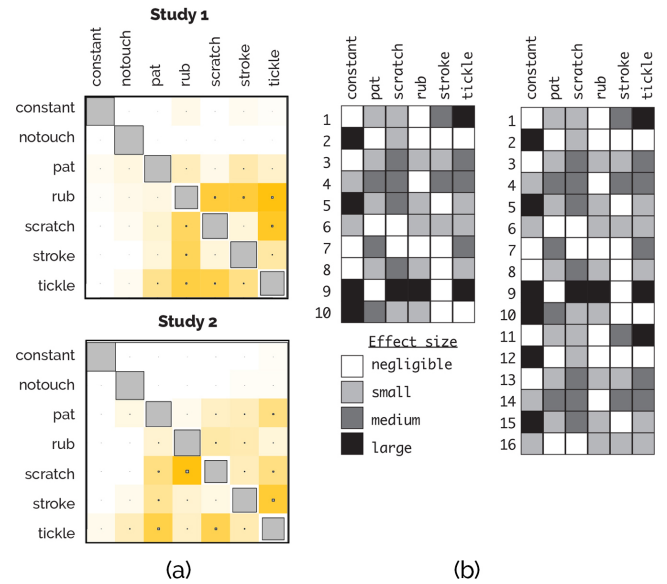 Study 1
constant
notouch
pat
rub
scratch
stroke
tickle
constant
notouch
pat
rub
scratch
stroke
tickle
Study 2
constant
notouch
pat
rub
scratch
stroke
tickle
(a)
constant
pat
scratch
rub
stroke
tickle
1
2
3
4
5
6
7
8
9
10
Effect size
negligible
small
medium
large
constant
pat
scratch
rub
stroke
tickle
1
2
3
4
5
6
7
8
9
10
11
12
13
14
15
16
(b)